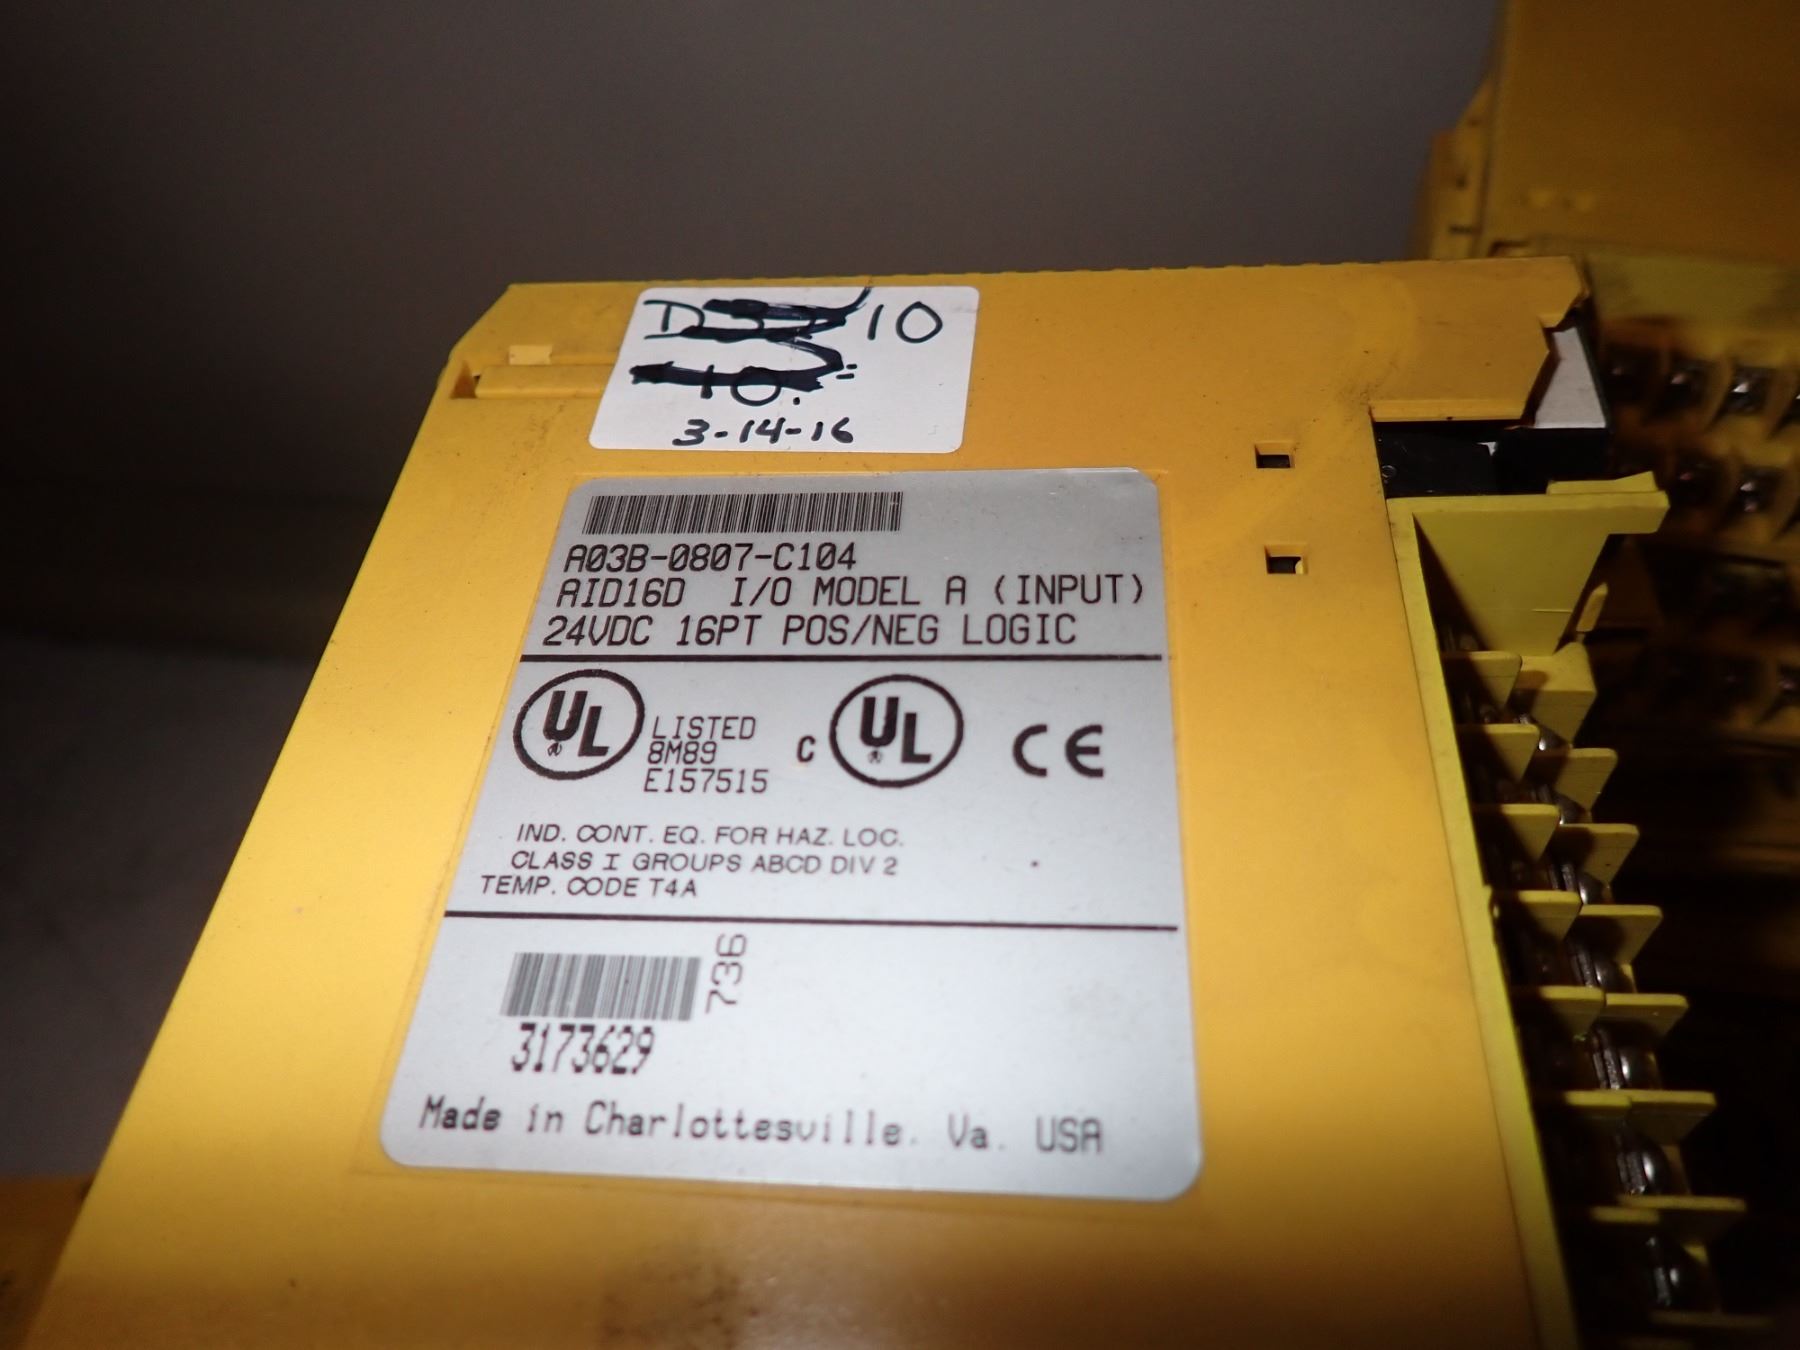 10
3-14-16
A03B-0807-C104
AID16D I/O MODEL A (INPUT)
24VDC 16PT POS/NEG LOGIC
UL LISTED
8M89
E157515
C UL CE
IND. CONT. EQ. FOR HAZ. LOC.
CLASS I GROUPS ABCD DIV 2
TEMP. CODE T4A
736
3173629
Made in Charlottesville. Va. USA